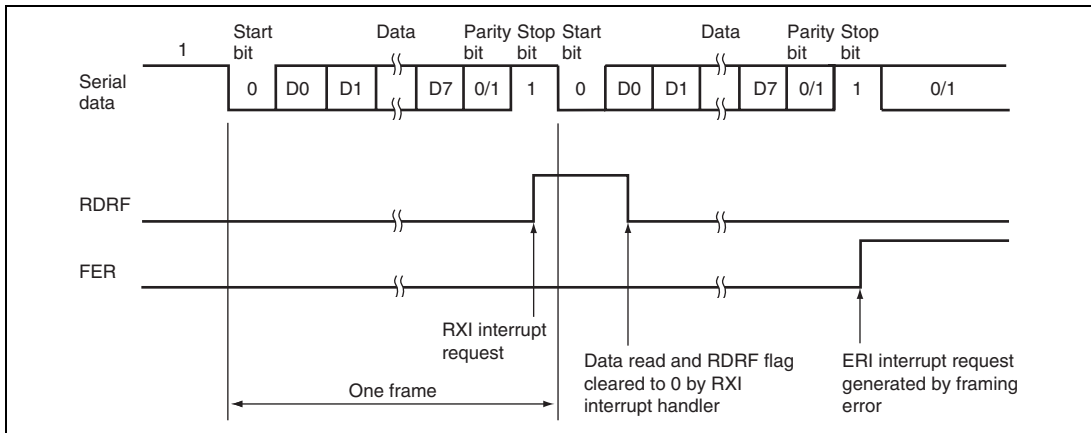 Start bit Data Parity bit Stop bit Start bit Data Parity bit Stop bit
1
Serial data
0 D0 D1 D7 0/1 1 0 D0 D1 D7 0/1 1 0/1
RDRF
FER
RXI interrupt
request
Data read and RDRF flag
cleared to 0 by RXI
interrupt handler
ERI interrupt request
generated by framing
error
One frame